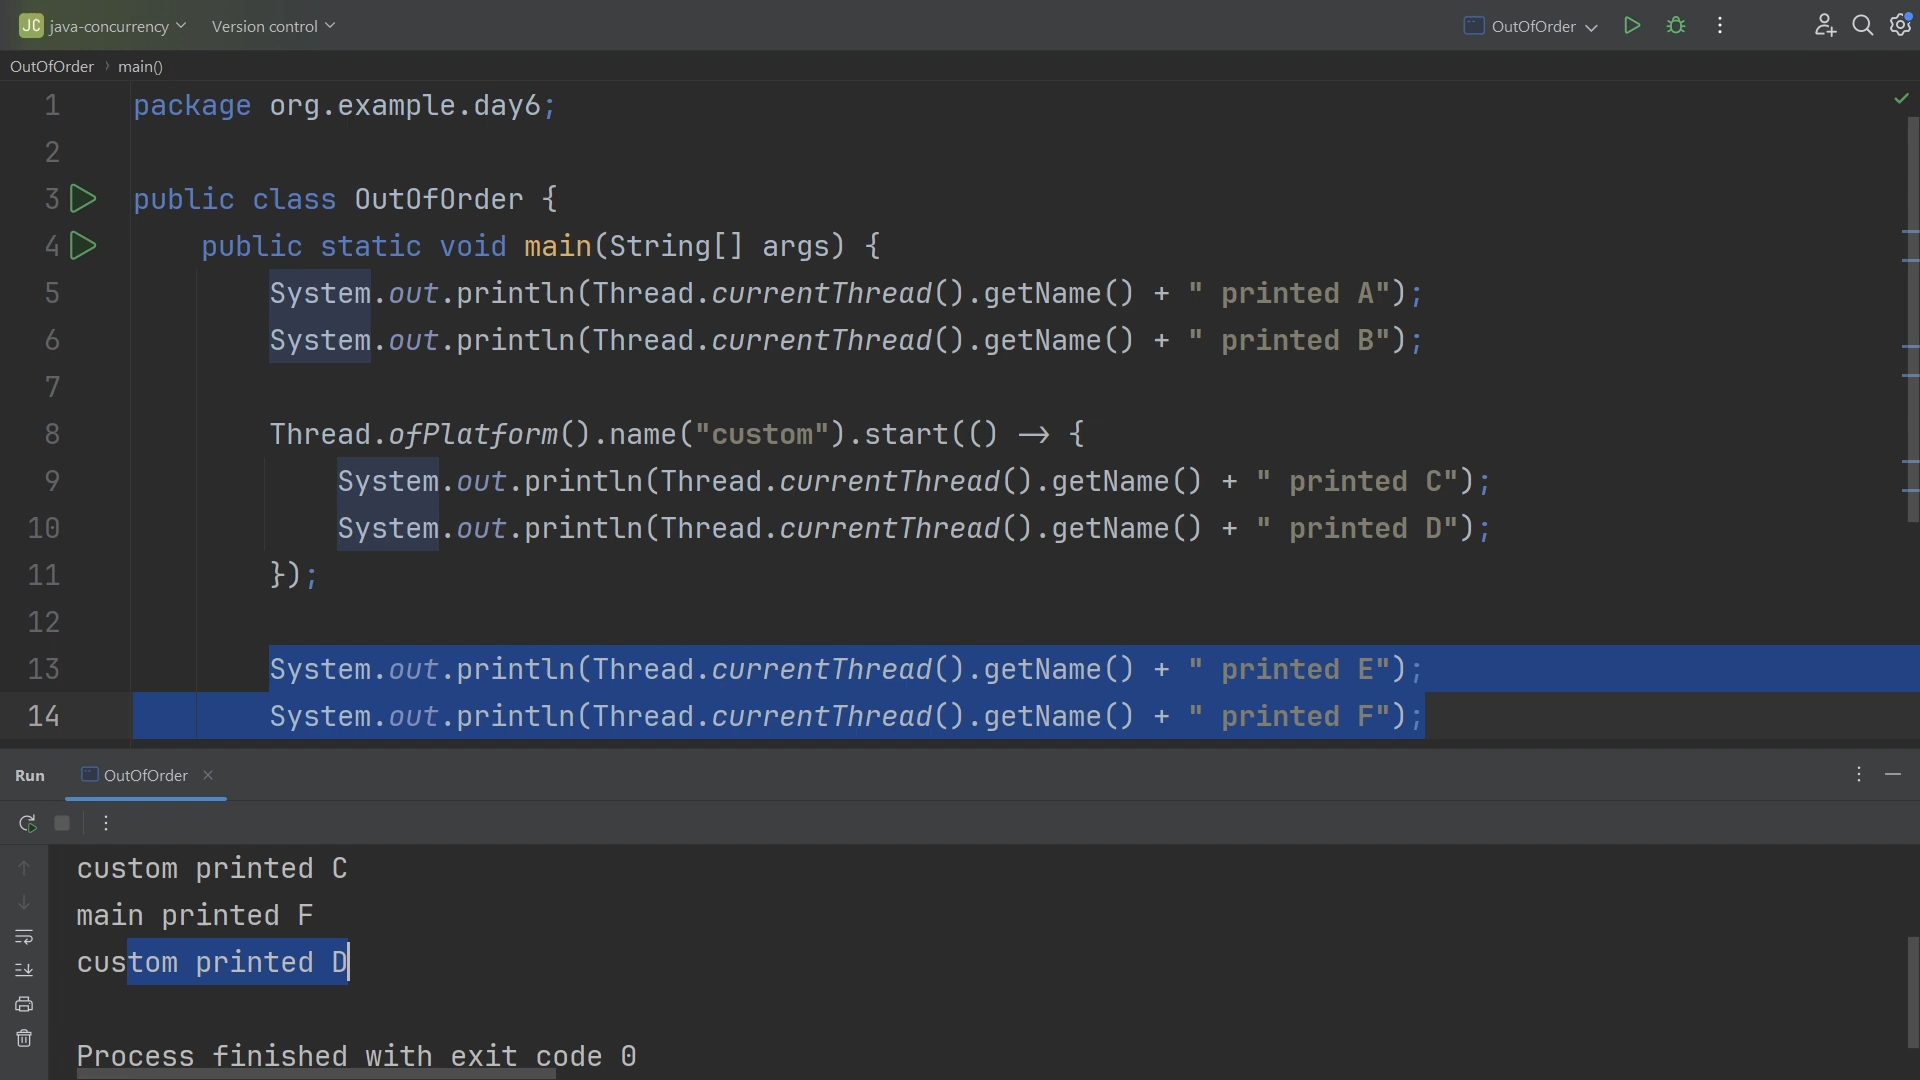 JC java-concurrency Version control OutOfOrder
OutOfOrder › main()
1 package org.example.day6;
2
3 public class OutOfOrder {
4 public static void main(String[] args) {
5 System.out.println(Thread.currentThread().getName() + " printed A");
6 System.out.println(Thread.currentThread().getName() + " printed B");
7
8 Thread.ofPlatform().name("custom").start(() → {
9 System.out.println(Thread.currentThread().getName() + " printed C");
10 System.out.println(Thread.currentThread().getName() + " printed D");
11 });
12
13 System.out.println(Thread.currentThread().getName() + " printed E");
14 System.out.println(Thread.currentThread().getName() + " printed F");
Run OutOfOrder ×
custom printed C
main printed F
custom printed D
Process finished with exit code 0